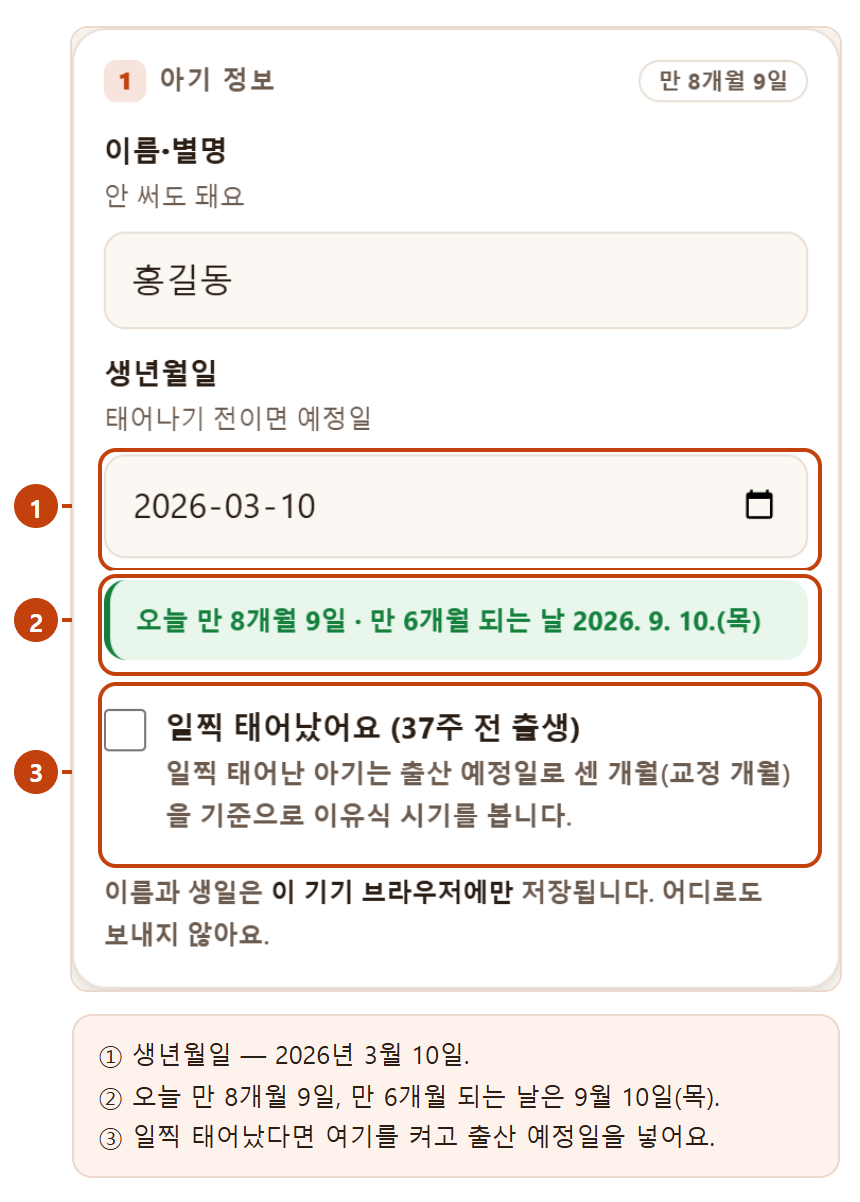 1 아기 정보 만 8개월 9일
이름·별명
안 써도 돼요
홍길동
생년월일
태어나기 전이면 예정일
1 2026-03-10
2 오늘 만 8개월 9일 · 만 6개월 되는 날 2026. 9. 10.(목)
일찍 태어났어요 (37주 전 출생)
3 일찍 태어난 아기는 출산 예정일로 센 개월(교정 개월)
을 기준으로 이유식 시기를 봅니다.
이름과 생일은 이 기기 브라우저에만 저장됩니다. 어디로도
보내지 않아요.
① 생년월일 — 2026년 3월 10일.
② 오늘 만 8개월 9일, 만 6개월 되는 날은 9월 10일(목).
③ 일찍 태어났다면 여기를 켜고 출산 예정일을 넣어요.